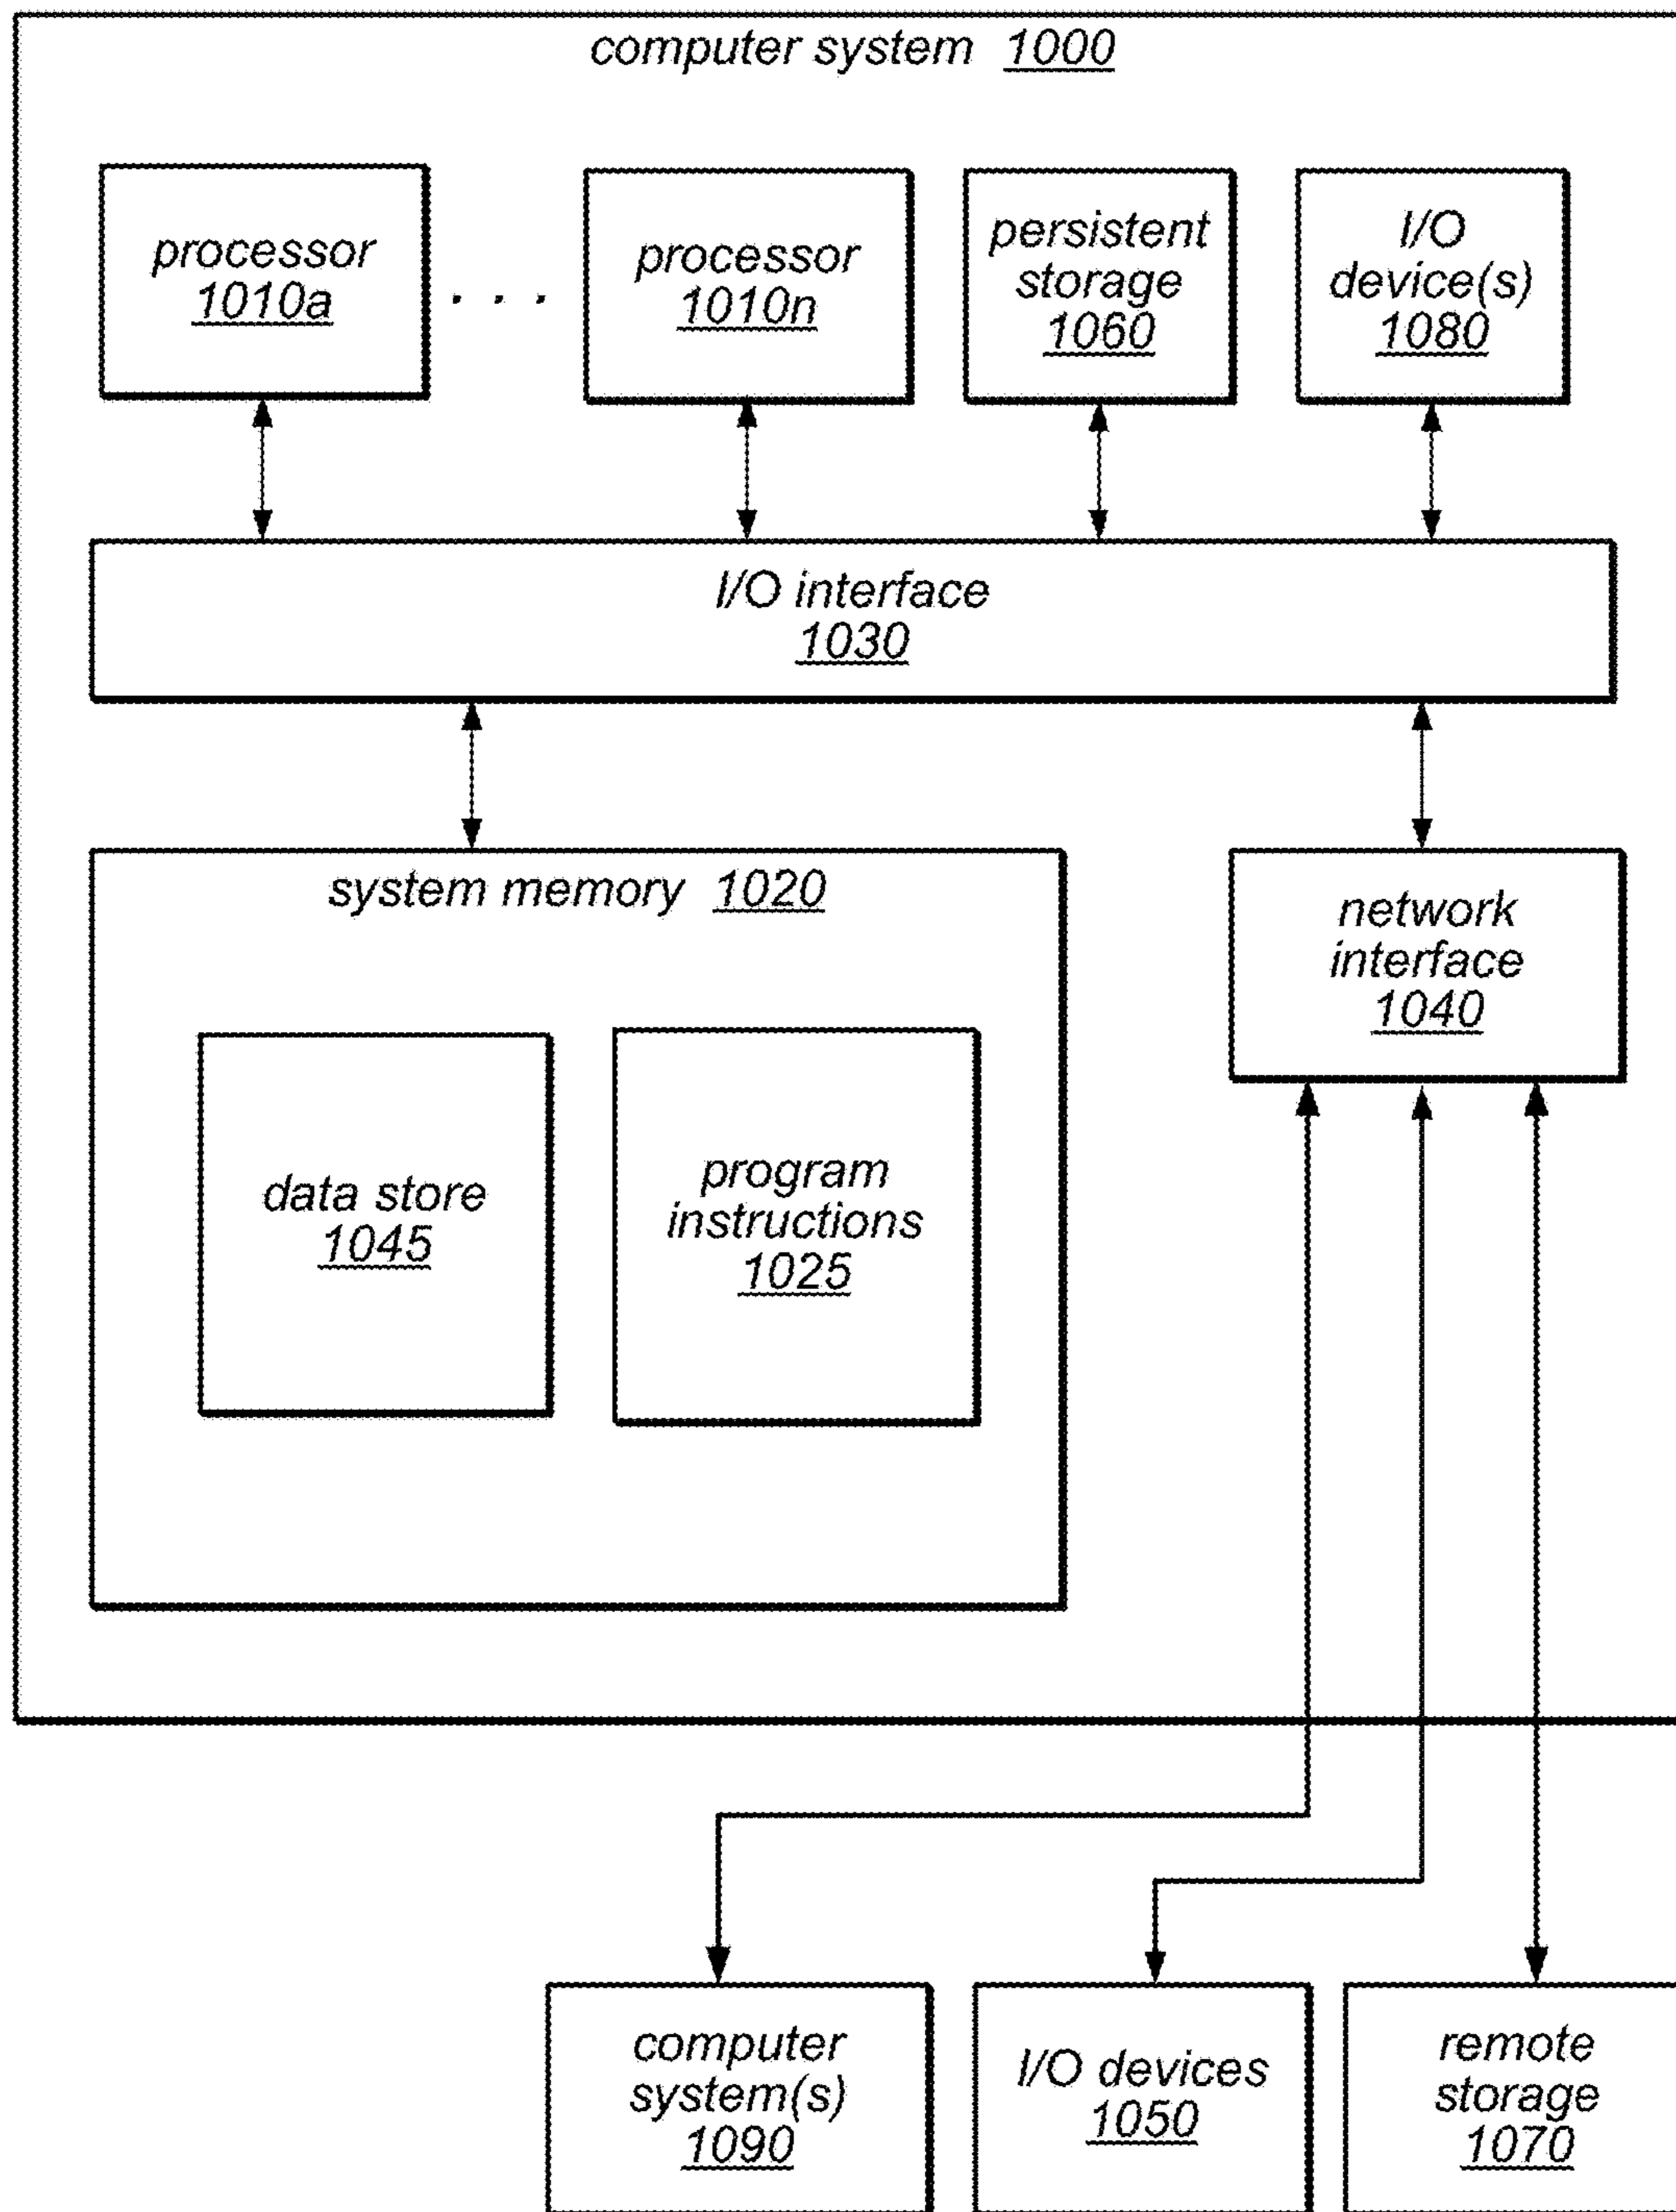 computer system 1000
processor
1010a
. . .
processor
1010n
persistent
storage
1060
I/O
device(s)
1080
I/O interface
1030
system memory 1020
data store
1045
program
instructions
1025
network
interface
1040
computer
system(s)
1090
I/O devices
1050
remote
storage
1070